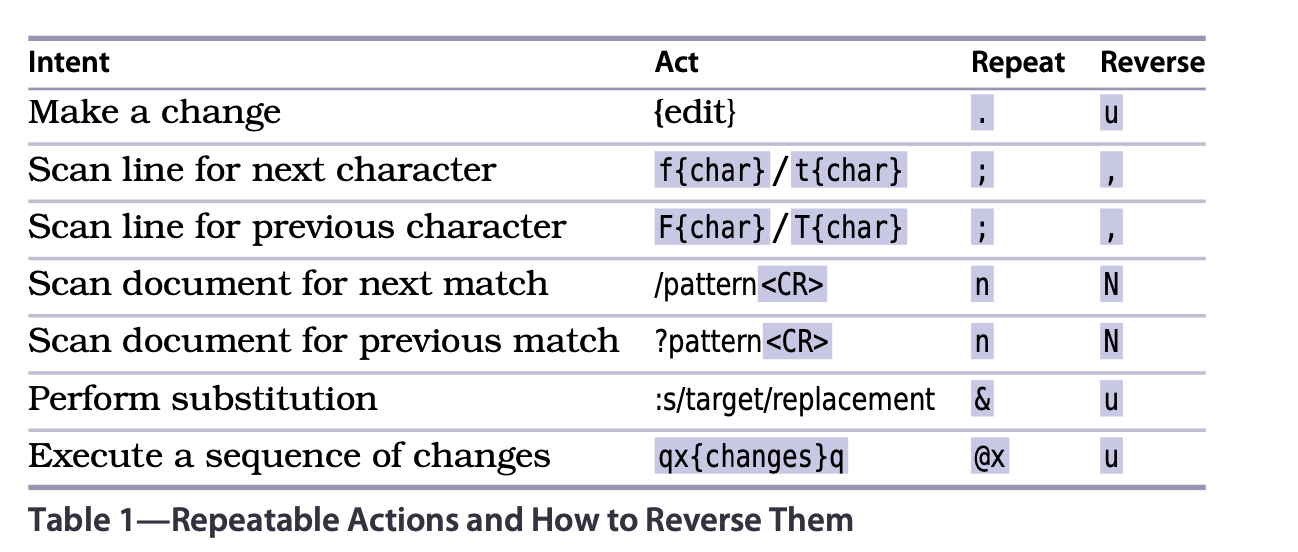 Intent Act Repeat Reverse
Make a change {edit} . u
Scan line for next character f{char}/t{char} ; ,
Scan line for previous character F{char}/T{char} ; ,
Scan document for next match /pattern<CR> n N
Scan document for previous match ?pattern<CR> n N
Perform substitution :s/target/replacement & u
Execute a sequence of changes qx{changes}q @x u
Table 1—Repeatable Actions and How to Reverse Them